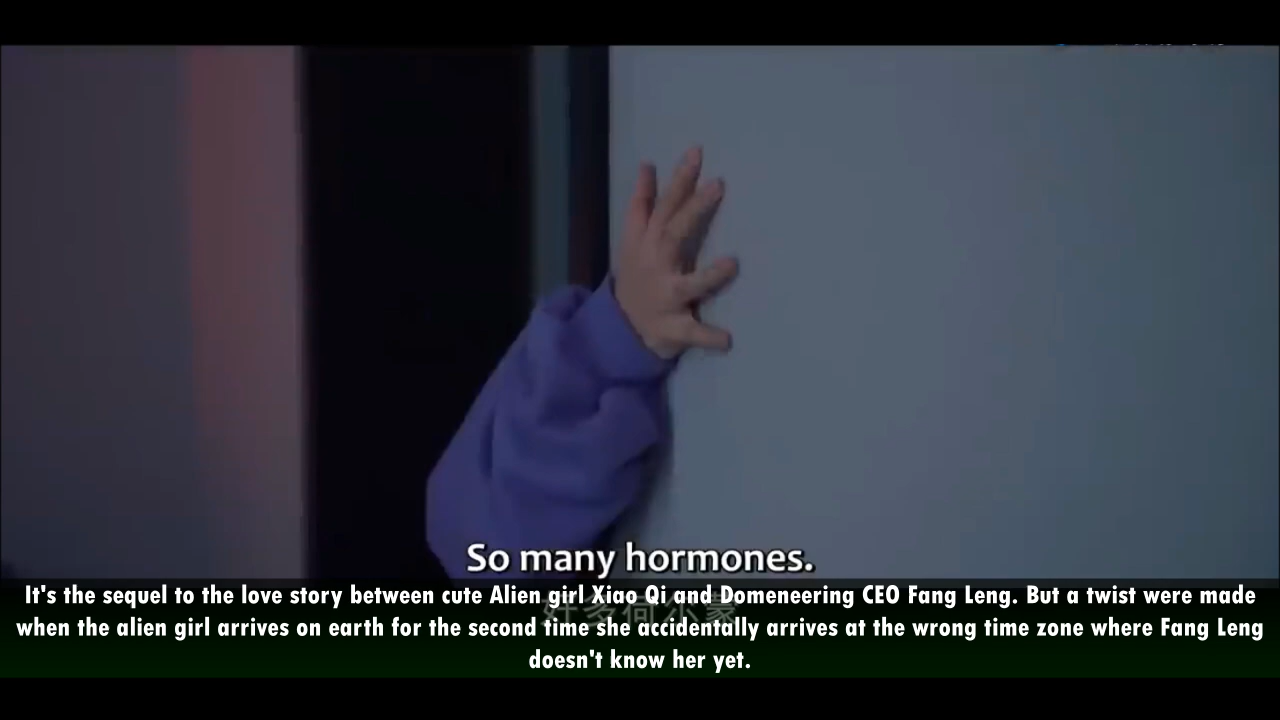 So many hormones.
It's the sequel to the love story between cute Alien girl Xiao Qi and Domeneering CEO Fang Leng. But a twist were made
when the alien girl arrives on earth for the second time she accidentally arrives at the wrong time zone where Fang Leng
doesn't know her yet.